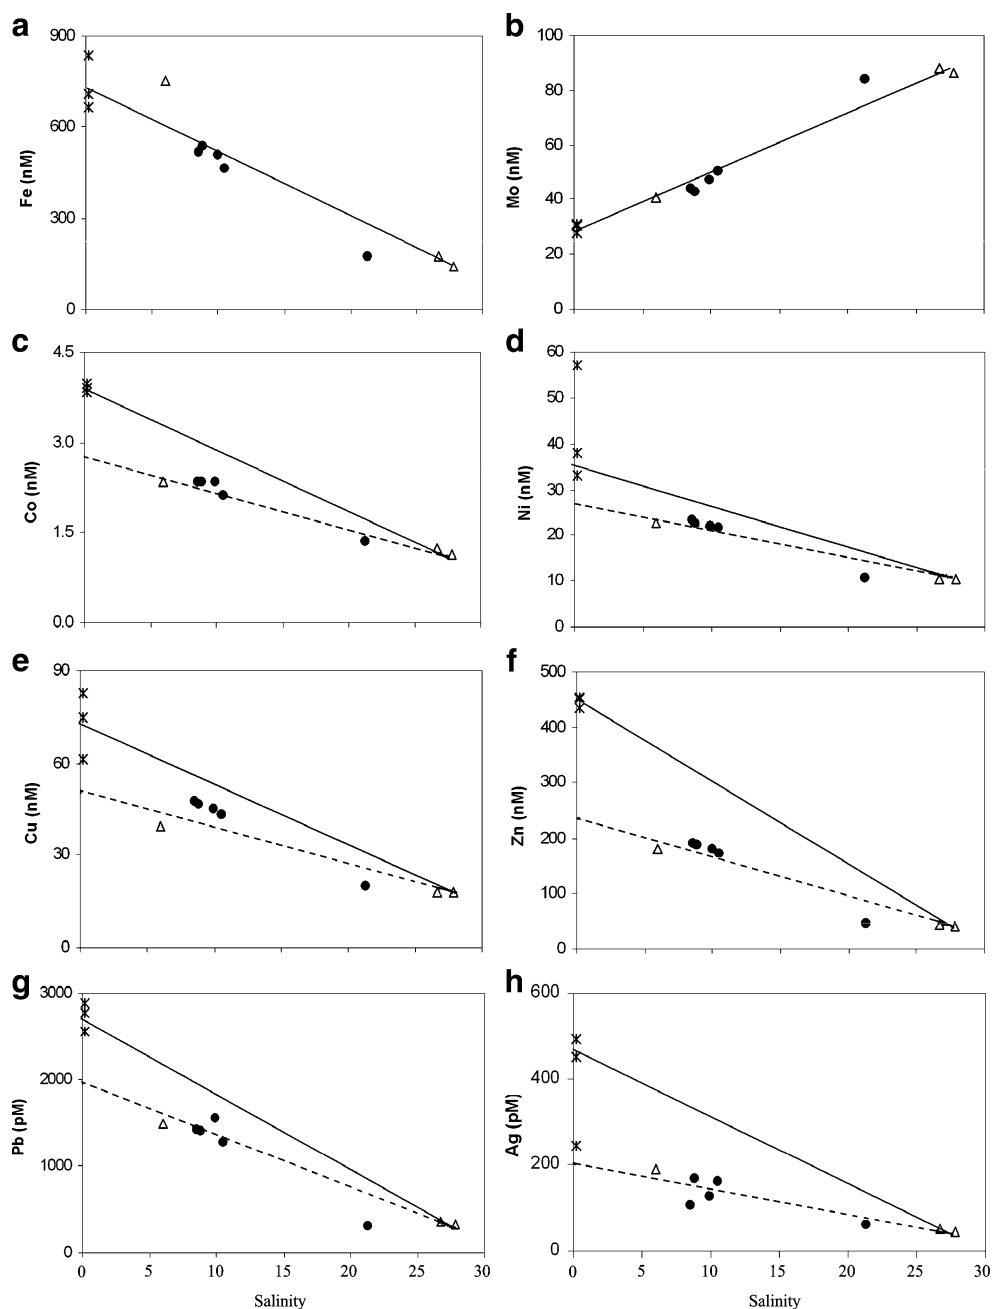 a
b
900
600
300
0
Fe (nM)
100
80
60
40
20
0
Mo (nM)
c
d
4.5
3.0
1.5
0.0
Co (nM)
60
50
40
30
20
10
0
Ni (nM)
e
f
90
60
30
0
Cu (nM)
500
400
300
200
100
0
Zn (nM)
g
h
3000
2000
1000
0
Pb (pM)
0 5 10 15 20 25 30
Salinity
600
400
200
0
Ag (pM)
0 5 10 15 20 25 30
Salinity